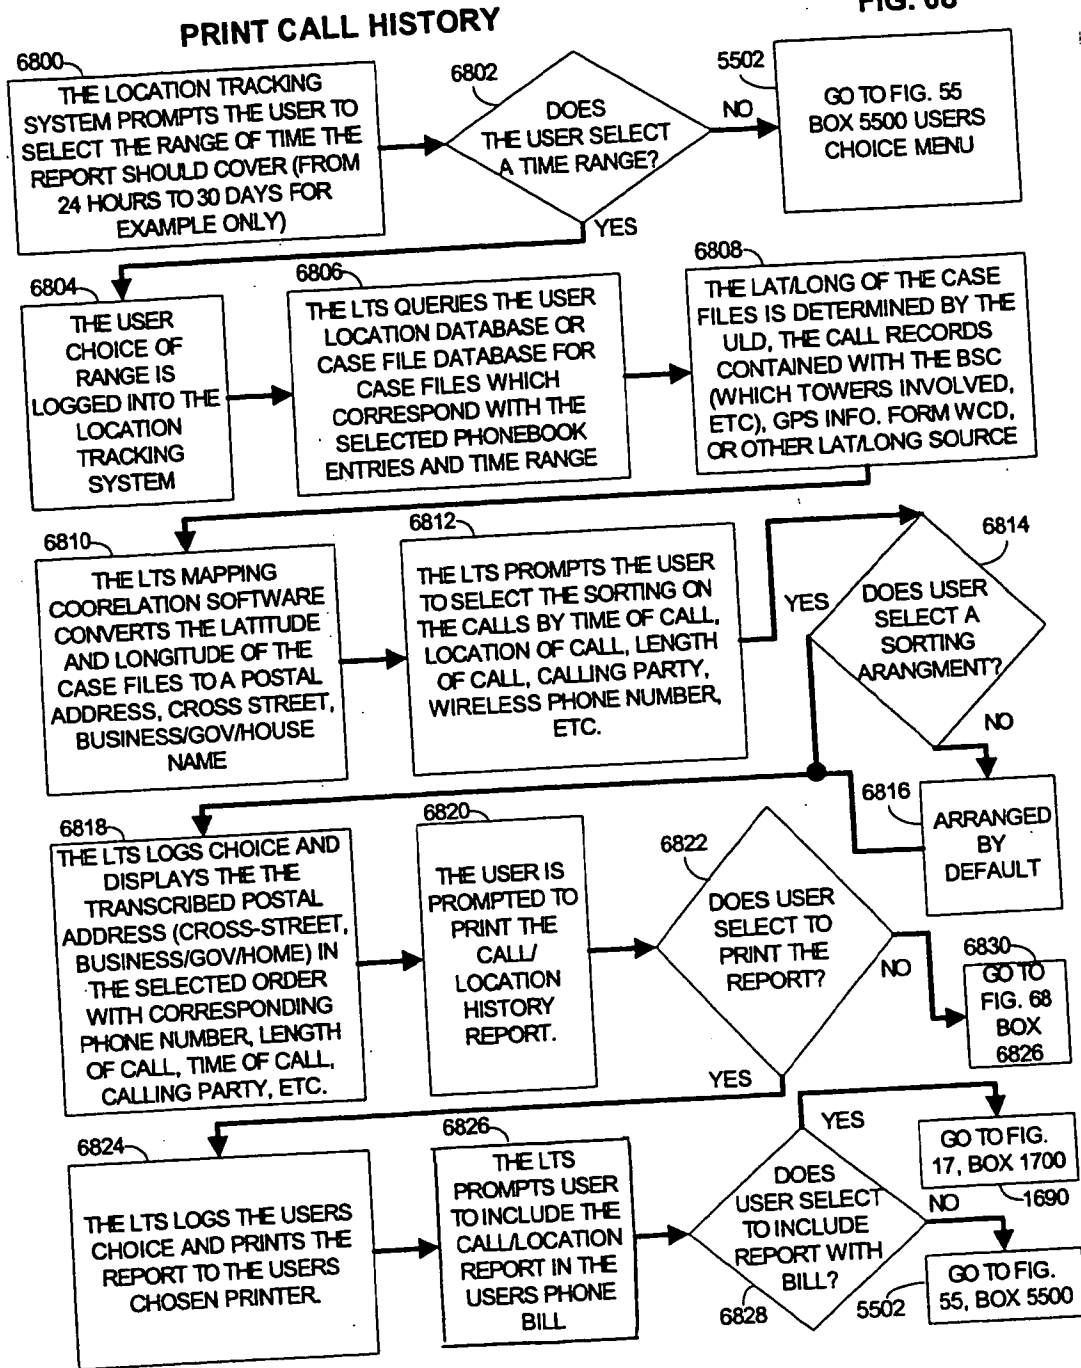 PRINT CALL HISTORY
FIG. 68
6800
THE LOCATION TRACKING
SYSTEM PROMPTS THE USER TO
SELECT THE RANGE OF TIME THE
REPORT SHOULD COVER (FROM
24 HOURS TO 30 DAYS FOR
EXAMPLE ONLY)
6802
DOES
THE USER SELECT
A TIME RANGE?
NO
YES
5502
GO TO FIG. 55
BOX 5500 USERS
CHOICE MENU
6804
THE USER
CHOICE OF
RANGE IS
LOGGED INTO THE
LOCATION
TRACKING
SYSTEM
6806
THE LTS QUERIES THE USER
LOCATION DATABASE OR
CASE FILE DATABASE FOR
CASE FILES WHICH
CORRESPOND WITH THE
SELECTED PHONEBOOK
ENTRIES AND TIME RANGE
6808
THE LAT/LONG OF THE CASE
FILES IS DETERMINED BY THE
ULD, THE CALL RECORDS
CONTAINED WITH THE BSC
(WHICH TOWERS INVOLVED,
ETC), GPS INFO. FORM WCD,
OR OTHER LAT/LONG SOURCE
6810
THE LTS MAPPING
COORELATION SOFTWARE
CONVERTS THE LATITUDE
AND LONGITUDE OF THE
CASE FILES TO A POSTAL
ADDRESS, CROSS STREET,
BUSINESS/GOV/HOUSE
NAME
6812
THE LTS PROMPTS THE USER
TO SELECT THE SORTING ON
THE CALLS BY TIME OF CALL,
LOCATION OF CALL, LENGTH
OF CALL, CALLING PARTY,
WIRELESS PHONE NUMBER,
ETC.
6814
YES
DOES USER
SELECT A
SORTING
ARANGMENT?
NO
6816
ARRANGED
BY
DEFAULT
6818
THE LTS LOGS CHOICE AND
DISPLAYS THE THE
TRANSCRIBED POSTAL
ADDRESS (CROSS-STREET,
BUSINESS/GOV/HOME) IN
THE SELECTED ORDER
WITH CORRESPONDING
PHONE NUMBER, LENGTH
OF CALL, TIME OF CALL,
CALLING PARTY, ETC.
6820
THE USER IS
PROMPTED TO
PRINT THE
CALL/
LOCATION
HISTORY
REPORT.
6822
DOES USER
SELECT TO
PRINT THE
REPORT?
NO
YES
6830
GO TO
FIG. 68
BOX
6826
6824
THE LTS LOGS THE USERS
CHOICE AND PRINTS THE
REPORT TO THE USERS
CHOSEN PRINTER.
6826
THE LTS
PROMPTS USER
TO INCLUDE THE
CALL/LOCATION
REPORT IN THE
USERS PHONE
BILL
6828
DOES
USER SELECT
TO INCLUDE
REPORT WITH
BILL?
YES
GO TO FIG.
17, BOX 1700
1690
NO
5502
GO TO FIG.
55, BOX 5500